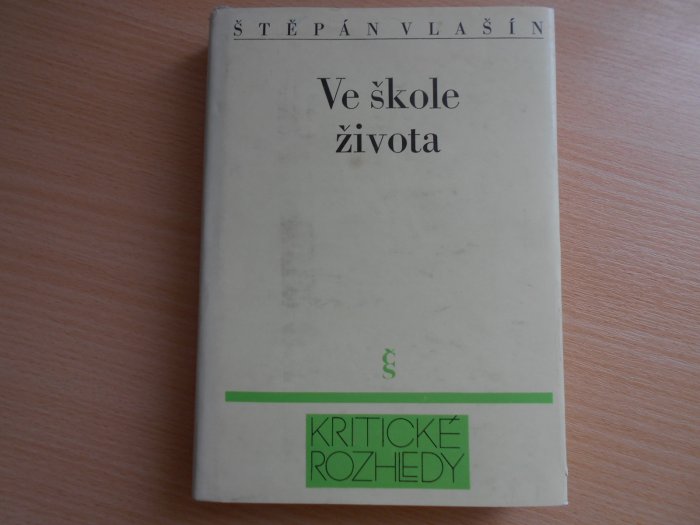 ŠTĚPÁN VLAŠÍN
Ve škole
života
čs
KRITICKÉ
ROZHLEDY